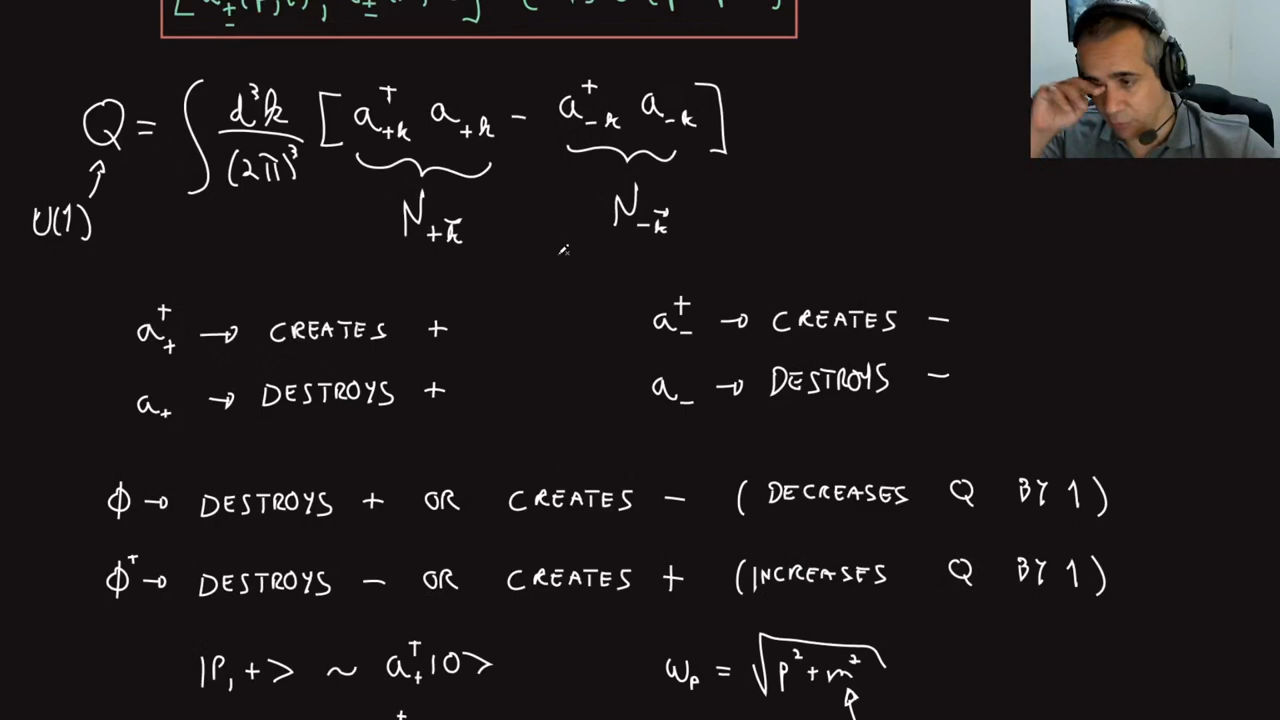 Q = ∫ d³k/(2π)³ [a†₊ₖ a₊ₖ − a†₋ₖ a₋ₖ]
U(1)
N₊ₖ⃗ N₋ₖ⃗
a₊† → CREATES + a₋† → CREATES −
a₊ → DESTROYS + a₋ → DESTROYS −
ϕ → DESTROYS + OR CREATES − (DECREASES Q BY 1)
ϕ† → DESTROYS − OR CREATES + (INCREASES Q BY 1)
|P, +> ~ a₊†|0> ωₚ = √(p² + m²)